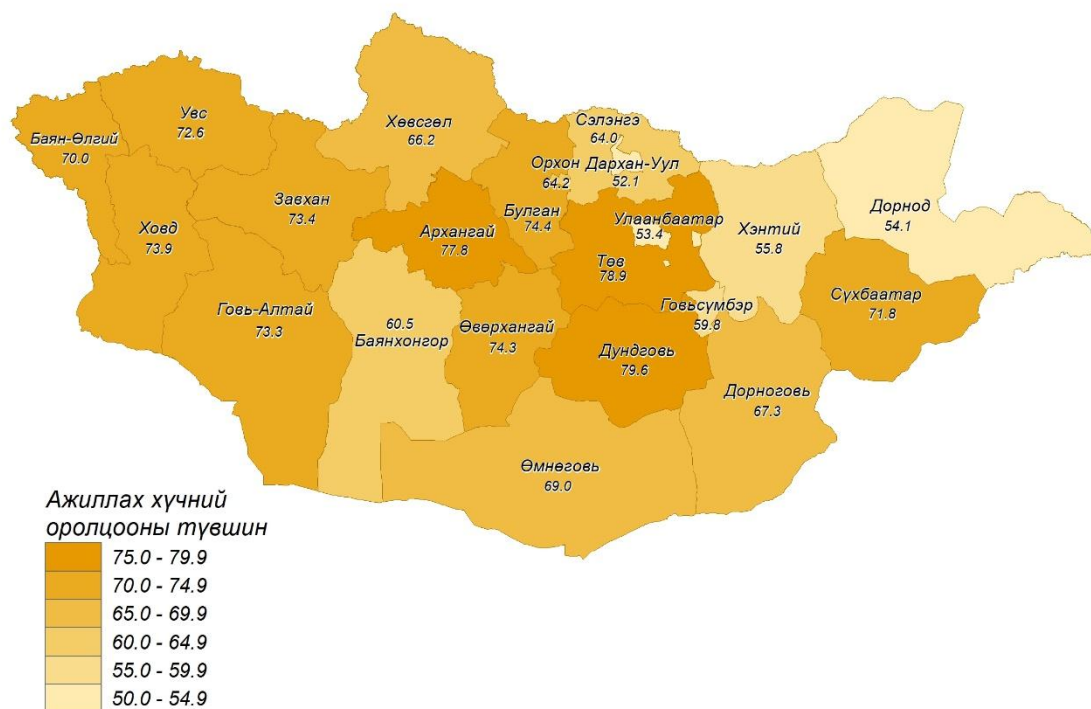 Увс
72.6
Баян-Өлгий
70.0
Хөвсгөл
66.2
Сэлэнгэ
64.0
Орхон
64.2
Дархан-Уул
52.1
Завхан
73.4
Ховд
73.9
Архангай
77.8
Булган
74.4
Улаанбаатар
53.4
Төв
78.9
Хэнтий
55.8
Дорнод
54.1
Говь-Алтай
73.3
60.5
Баянхонгор
Өвөрхангай
74.3
Говьсүмбэр
59.8
Сүхбаатар
71.8
Дундговь
79.6
Дорноговь
67.3
Өмнөговь
69.0
Ажиллах хүчний
оролцооны түвшин
75.0 - 79.9
70.0 - 74.9
65.0 - 69.9
60.0 - 64.9
55.0 - 59.9
50.0 - 54.9